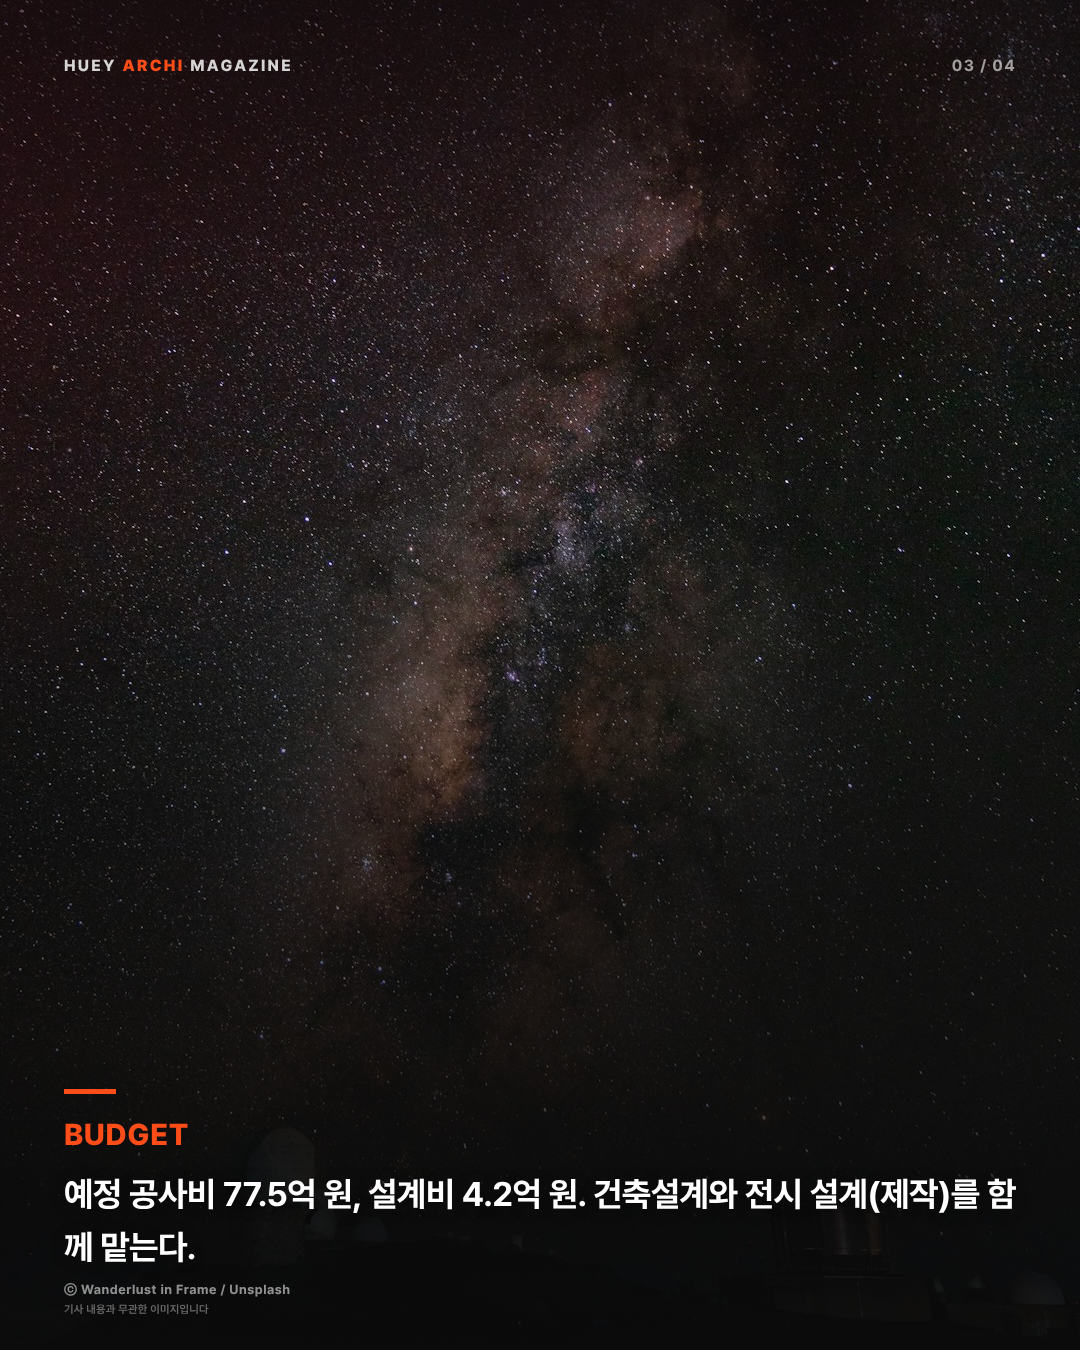 HUEY ARCHI MAGAZINE
03 / 04
BUDGET
예정 공사비 77.5억 원, 설계비 4.2억 원. 건축설계와 전시 설계(제작)를 함
께 맡는다.
© Wanderlust in Frame / Unsplash
기사 내용과 무관한 이미지입니다